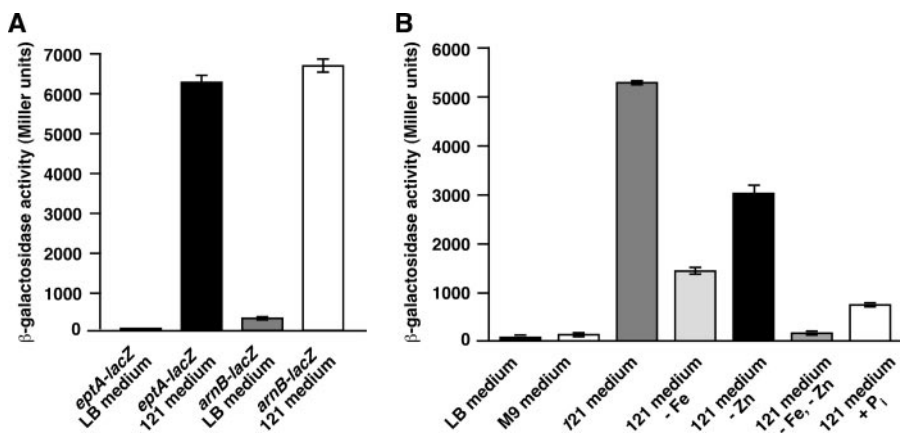 A
β-galactosidase activity (Miller units)
7000
6000
5000
4000
3000
2000
1000
0
eptA-lacZ
LB medium
eptA-lacZ
121 medium
arnB-lacZ
LB medium
arnB-lacZ
121 medium
B
β-galactosidase activity (Miller units)
6000
5000
4000
3000
2000
1000
0
LB medium
M9 medium
121 medium
121 medium
- Fe
121 medium
- Zn
121 medium
- Fe, - Zn
121 medium
+ Pi